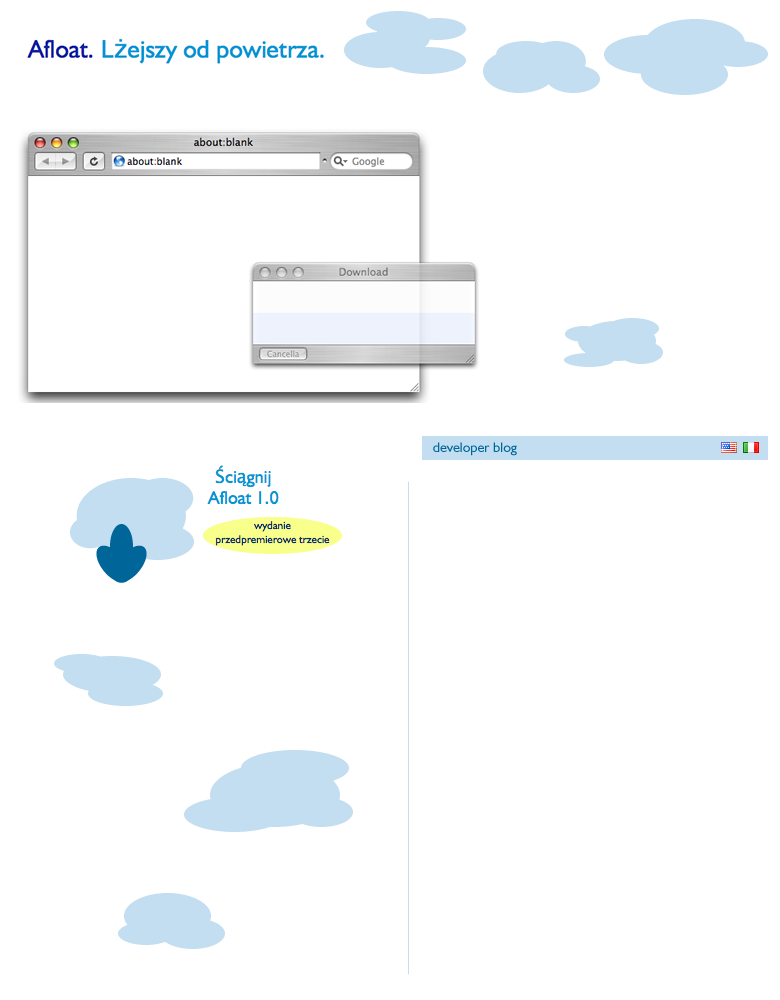 Afloat. Lżejszy od powietrza.
about:blank
about:blank
Google
Download
Cancella
developer blog
Ściągnij
Afloat 1.0
wydanie
przedpremierowe trzecie